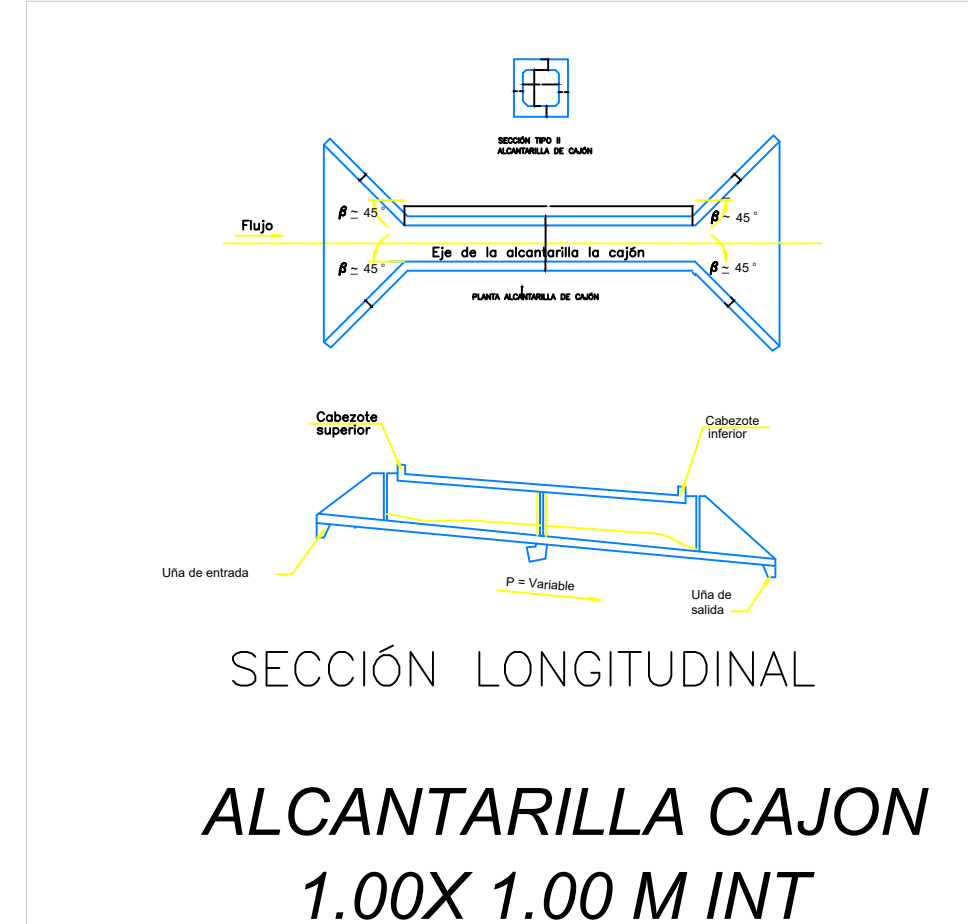 SECCIÓN TIPO II
ALCANTARILLA DE CAJÓN
β ≃ 45°
β ~ 45°
Flujo
Eje de la alcantarilla la cajón
β ≃ 45°
β ≃ 45°
PLANTA ALCANTARILLA DE CAJÓN
Cabezote
superior
Cabezote
inferior
Uña de entrada
P = Variable
Uña de
salida
SECCIÓN LONGITUDINAL
ALCANTARILLA CAJON
1.00X 1.00 M INT